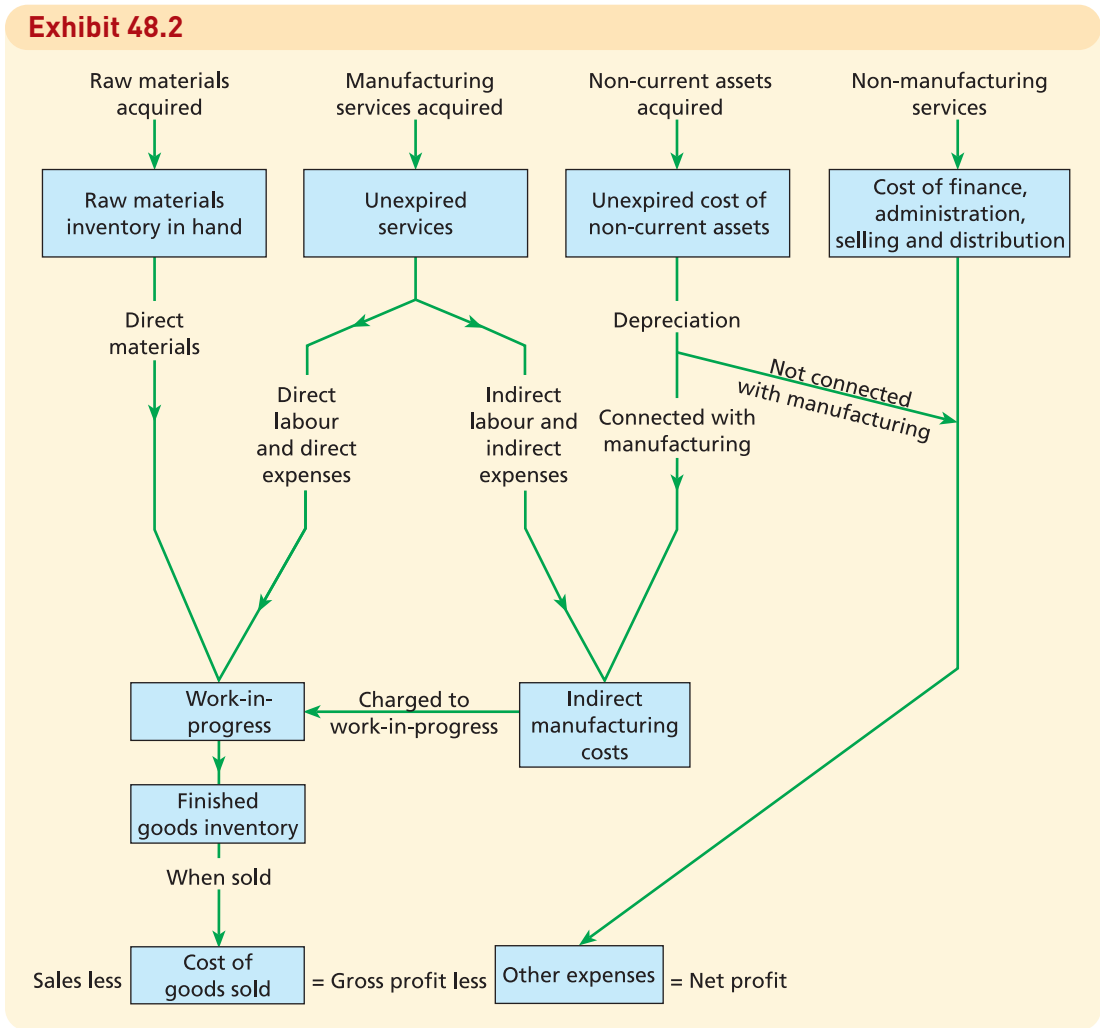 Exhibit 48.2
Raw materials
acquired
Manufacturing
services acquired
Non-current assets
acquired
Non-manufacturing
services
Raw materials
inventory in hand
Unexpired
services
Unexpired cost of
non-current assets
Cost of finance,
administration,
selling and distribution
Direct
materials
Depreciation
Not connected
with manufacturing
Direct
labour
and direct
expenses
Indirect
labour and
indirect
expenses
Connected with
manufacturing
Work-in-
progress
Charged to
work-in-progress
Indirect
manufacturing
costs
Finished
goods inventory
When sold
Sales less
Cost of
goods sold
= Gross profit less
Other expenses
= Net profit